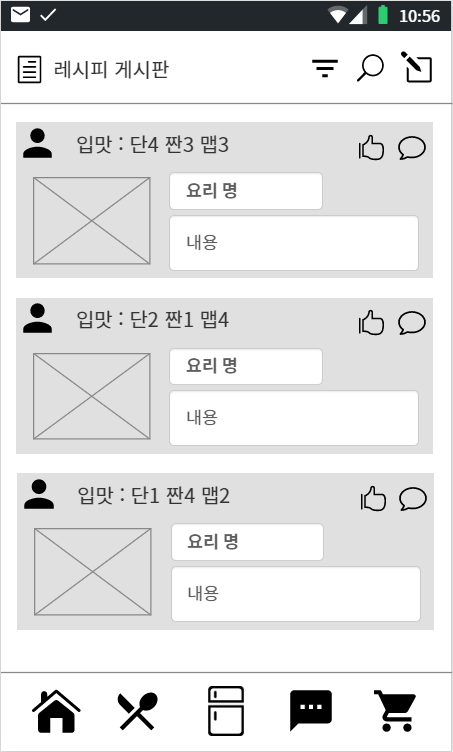 10:56
레시피 게시판
입맛 : 단4 짠3 맵3
요리 명
내용
입맛 : 단2 짠1 맵4
요리 명
내용
입맛 : 단1 짠4 맵2
요리 명
내용